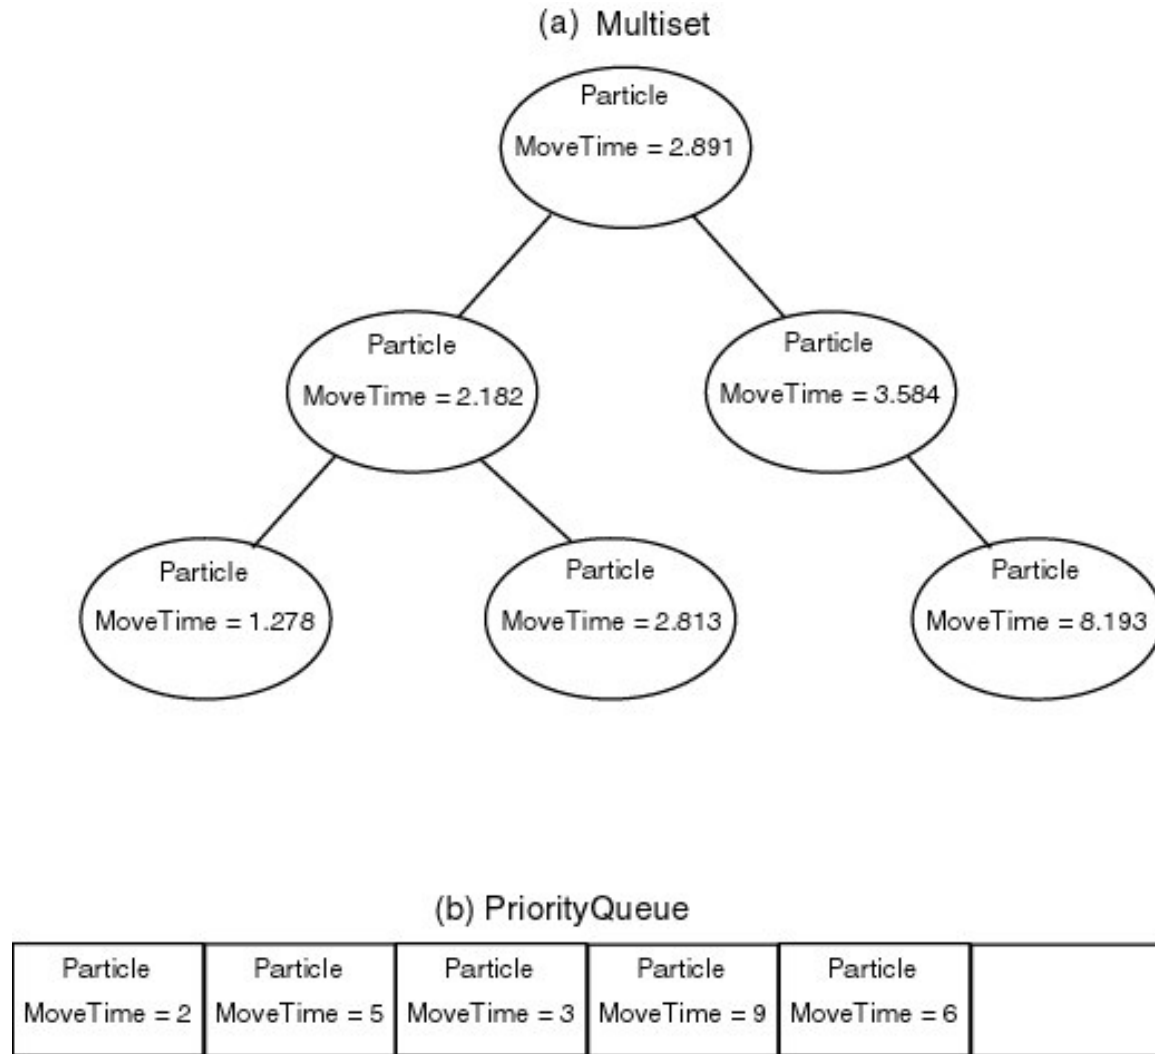 (a) Multiset
Particle
MoveTime = 2.891
Particle
MoveTime = 2.182
Particle
MoveTime = 3.584
Particle
MoveTime = 1.278
Particle
MoveTime = 2.813
Particle
MoveTime = 8.193
(b) PriorityQueue
Particle
MoveTime = 2
Particle
MoveTime = 5
Particle
MoveTime = 3
Particle
MoveTime = 9
Particle
MoveTime = 6